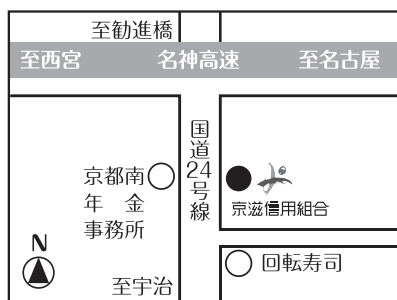 至勧進橋
至西宮 名神高速 至名古屋
国道24号線
京都南
年金
事務所
京滋信用組合
N
回転寿司
至宇治